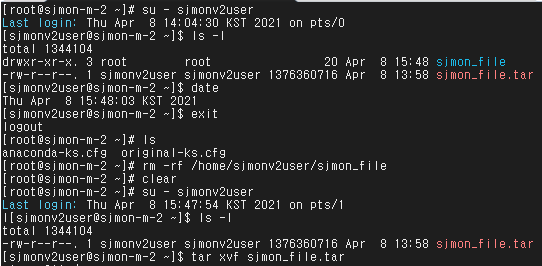 [root@sjmon-m-2 ~]# su - sjmonv2user
Last login: Thu Apr  8 14:04:30 KST 2021 on pts/0
[sjmonv2user@sjmon-m-2 ~]$ ls -l
total 1344104
drwxr-xr-x. 3 root        root              20 Apr  8 15:48 sjmon_file
-rw-r--r--. 1 sjmonv2user sjmonv2user 1376360716 Apr  8 13:58 sjmon_file.tar
[sjmonv2user@sjmon-m-2 ~]$ date
Thu Apr  8 15:48:03 KST 2021
[sjmonv2user@sjmon-m-2 ~]$ exit
logout
[root@sjmon-m-2 ~]# ls
anaconda-ks.cfg  original-ks.cfg
[root@sjmon-m-2 ~]# rm -rf /home/sjmonv2user/sjmon_file
[root@sjmon-m-2 ~]# clear
[root@sjmon-m-2 ~]# su - sjmonv2user
Last login: Thu Apr  8 15:47:54 KST 2021 on pts/1
l[sjmonv2user@sjmon-m-2 ~]$ ls -l
total 1344104
-rw-r--r--. 1 sjmonv2user sjmonv2user 1376360716 Apr  8 13:58 sjmon_file.tar
[sjmonv2user@sjmon-m-2 ~]$ tar xvf sjmon_file.tar